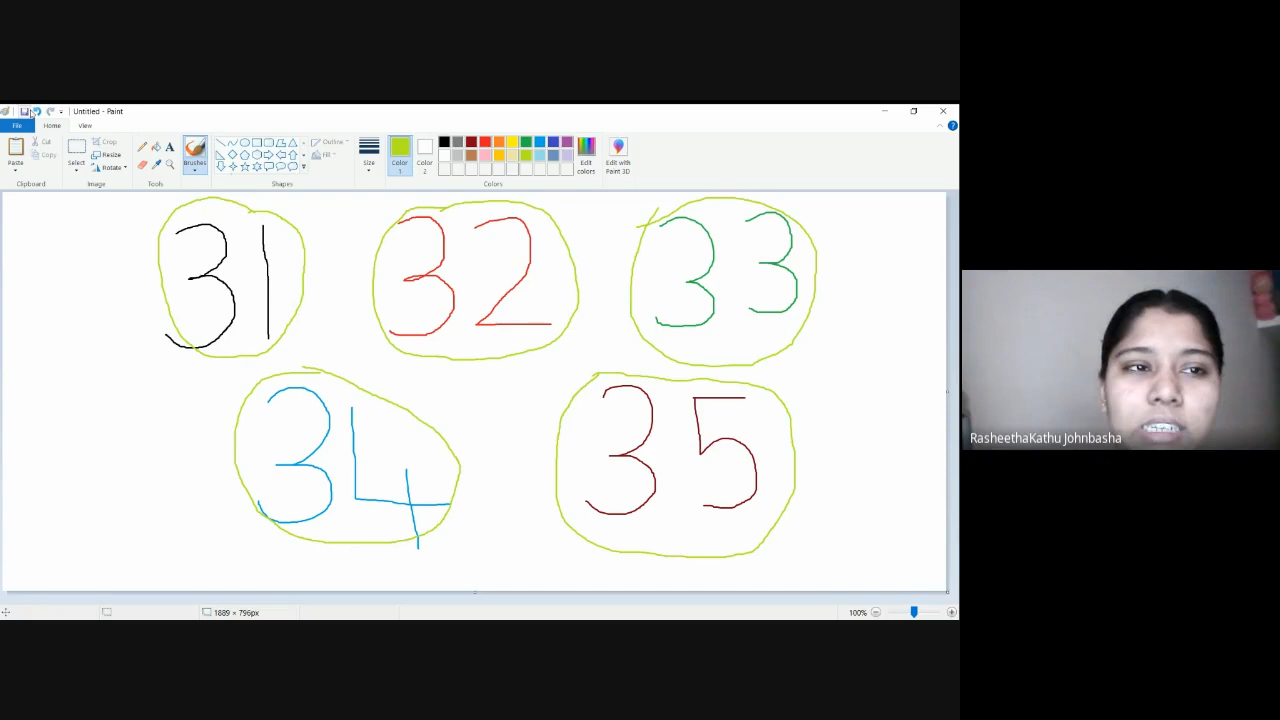 Untitled - Paint
File Home View
Paste Cut Copy
Clipboard
Select Crop Resize Rotate
Image
Tools
Brushes
Shapes
Outline Fill
Size
Color 1
Color 2
Edit colors
Colors
Edit with Paint 3D
31 32 33
34 35
1889 × 796px
100%
RasheethaKathu Johnbasha